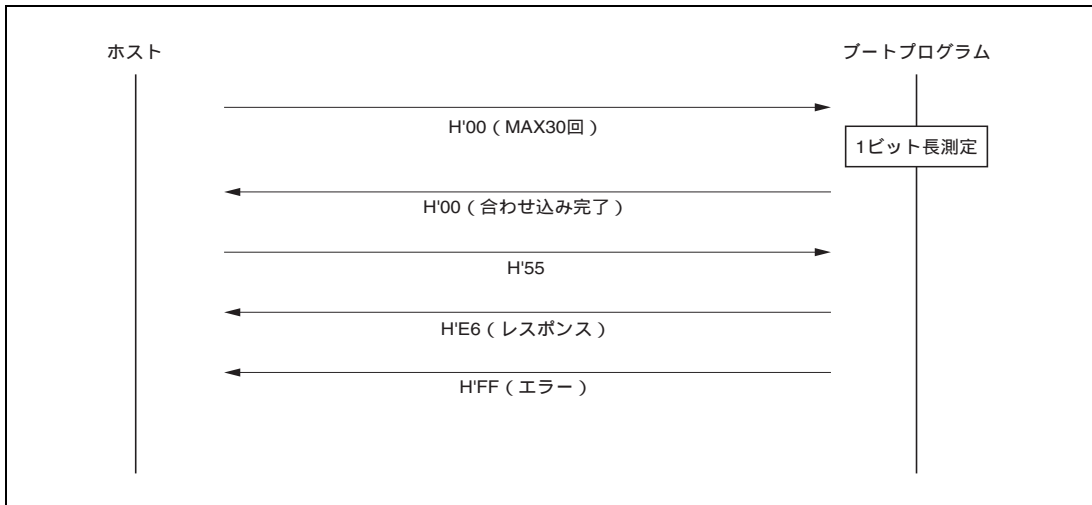 ホスト
ブートプログラム
H'00（MAX30回）
1ビット長測定
H'00（合わせ込み完了）
H'55
H'E6（レスポンス）
H'FF（エラー）